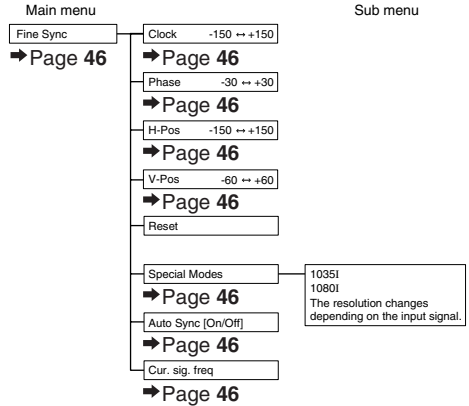 Main menu
Sub menu
Fine Sync
➡Page 46
Clock -150 ↔ +150
➡Page 46
Phase -30 ↔ +30
➡Page 46
H-Pos -150 ↔ +150
➡Page 46
V-Pos -60 ↔ +60
➡Page 46
Reset
Special Modes
➡Page 46
1035I
1080I
The resolution changes
depending on the input signal.
Auto Sync [On/Off]
➡Page 46
Cur. sig. freq
➡Page 46